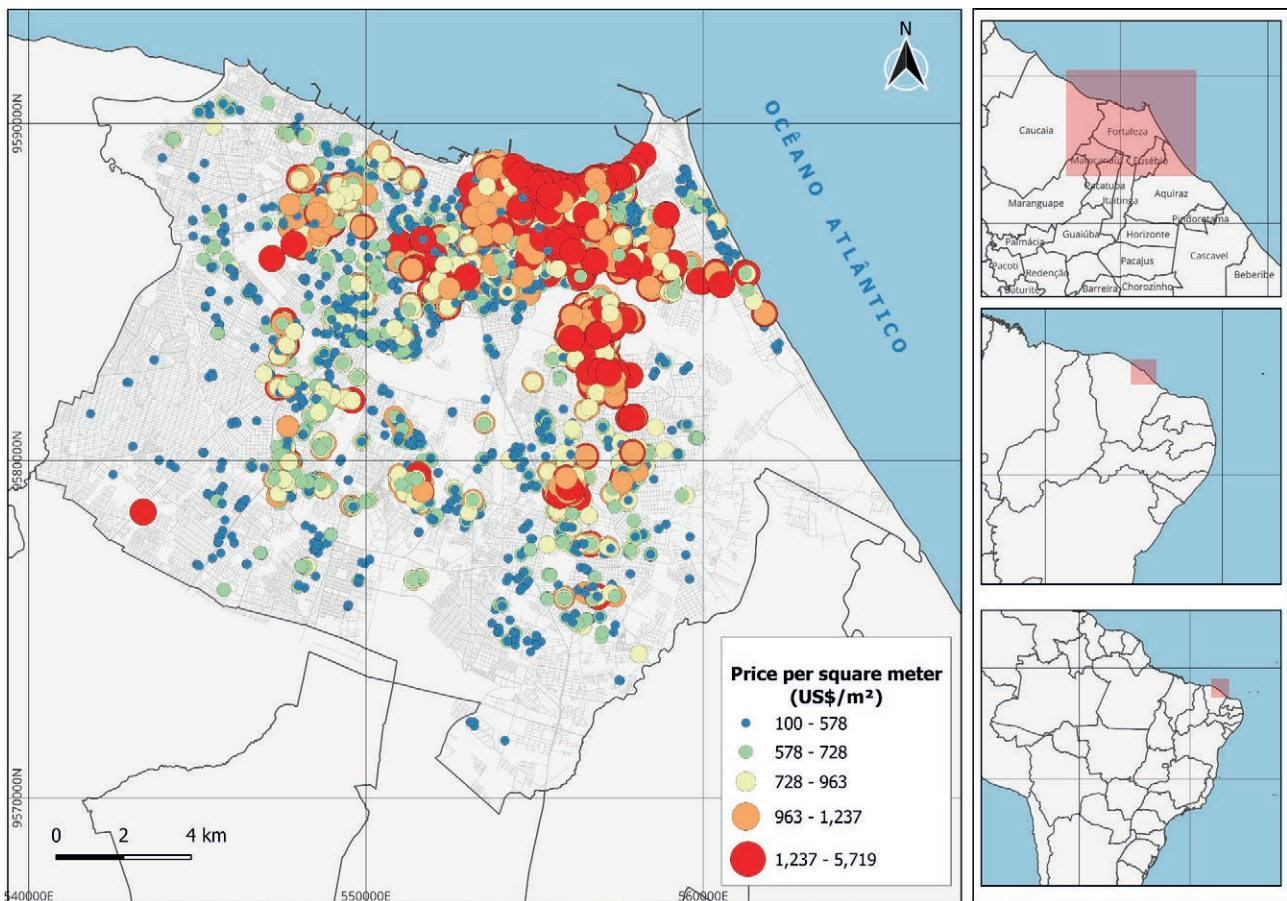 N
OCÊANO ATLÂNTICO
9590000N
9580000N
9570000N
540000E
550000E
560000E
0 2 4 km
Price per square meter
(US$/m²)
100 - 578
578 - 728
728 - 963
963 - 1,237
1,237 - 5,719
Caucaia
Fortaleza
Maracanaú
Eusébio
Pacatuba
Aquiraz
Itaitinga
Maranguape
Pindoretama
Guaiúba
Horizonte
Palmácia
Cascavel
Pacoti
Redenção
Pacajus
Beberibe
Baturité
Barreira
Chorozinho